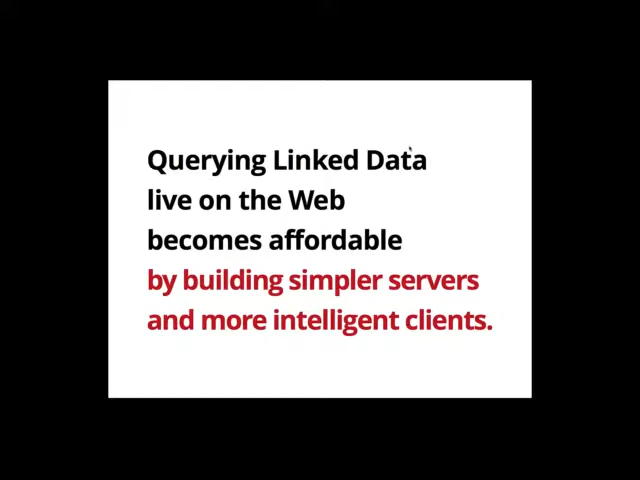 Querying Linked Data
live on the Web
becomes affordable
by building simpler servers
and more intelligent clients.